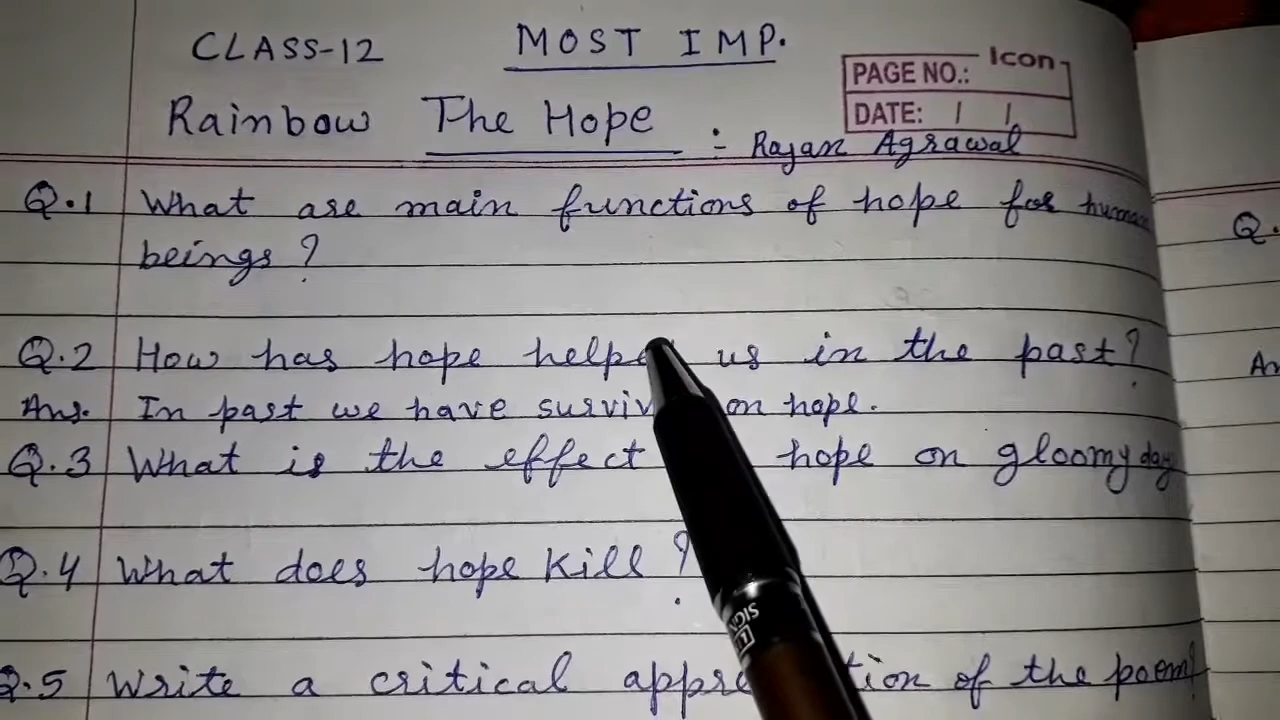 CLASS-12 MOST IMP.
Icon
PAGE NO.:
DATE: / /
Rainbow The Hope :- Rajan Agrawal
Q.1 What are main functions of hope for human
beings?
Q.2 How has hope us in the past?
Ans. In past we have on hope.
Q.3 What is the effect hope on gloomy day
Q.4 What does hope kill?
Q.5 Write a critical of the poem?
Q.
An